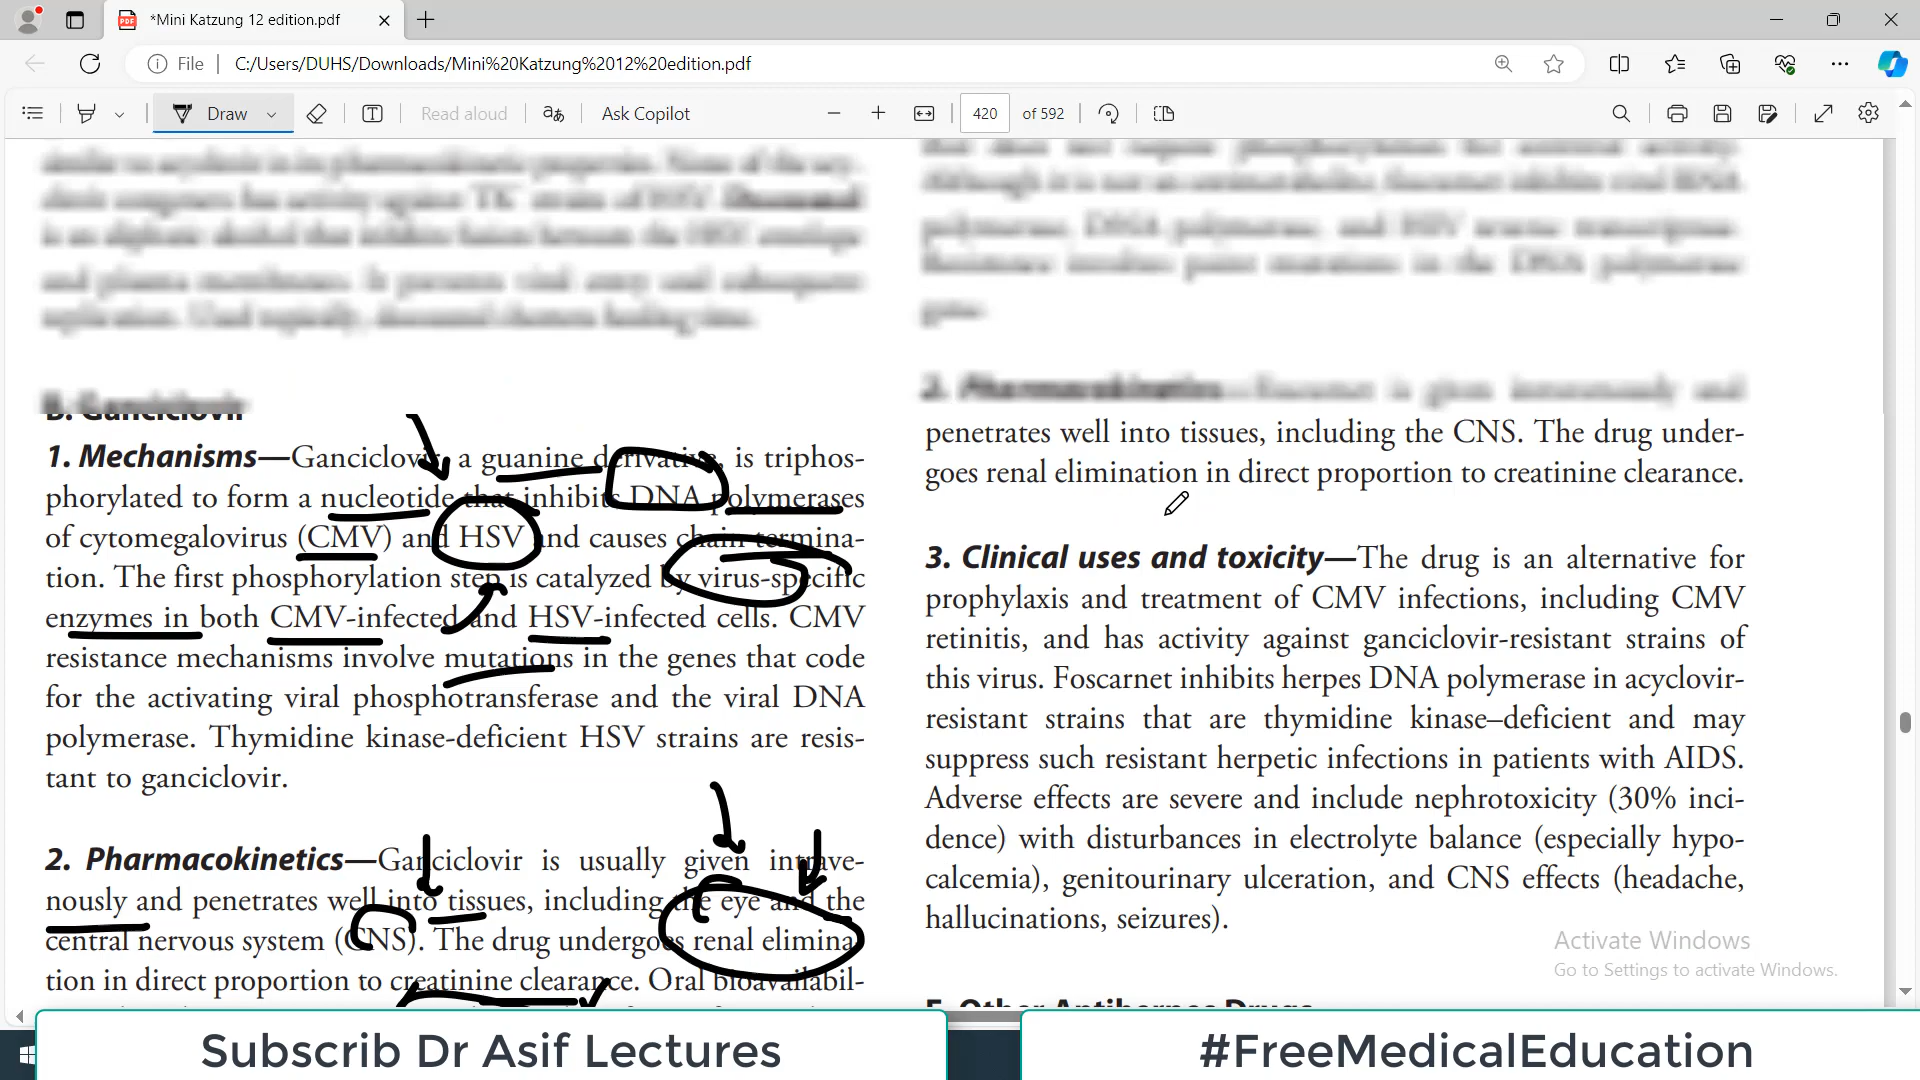 *Mini Katzung 12 edition.pdf
File
C:/Users/DUHS/Downloads/Mini%20Katzung%2012%20edition.pdf
Draw
Read aloud
Ask Copilot
420
of 592
B. Ganciclovir
1. Mechanisms—Ganciclovir, a guanine derivative, is triphos-
phorylated to form a nucleotide that inhibits DNA polymerases
of cytomegalovirus (CMV) and HSV and causes chain termina-
tion. The first phosphorylation step is catalyzed by virus-specific
enzymes in both CMV-infected and HSV-infected cells. CMV
resistance mechanisms involve mutations in the genes that code
for the activating viral phosphotransferase and the viral DNA
polymerase. Thymidine kinase-deficient HSV strains are resis-
tant to ganciclovir.
2. Pharmacokinetics—Ganciclovir is usually given intrave-
nously and penetrates well into tissues, including the eye and the
central nervous system (CNS). The drug undergoes renal elimina-
tion in direct proportion to creatinine clearance. Oral bioavailabil-
2. Pharmacokinetics—Foscarnet is given intravenously and
penetrates well into tissues, including the CNS. The drug under-
goes renal elimination in direct proportion to creatinine clearance.
3. Clinical uses and toxicity—The drug is an alternative for
prophylaxis and treatment of CMV infections, including CMV
retinitis, and has activity against ganciclovir-resistant strains of
this virus. Foscarnet inhibits herpes DNA polymerase in acyclovir-
resistant strains that are thymidine kinase–deficient and may
suppress such resistant herpetic infections in patients with AIDS.
Adverse effects are severe and include nephrotoxicity (30% inci-
dence) with disturbances in electrolyte balance (especially hypo-
calcemia), genitourinary ulceration, and CNS effects (headache,
hallucinations, seizures).
Activate Windows
Go to Settings to activate Windows.
E. Other Antiherpes Drugs
Subscrib Dr Asif Lectures
#FreeMedicalEducation